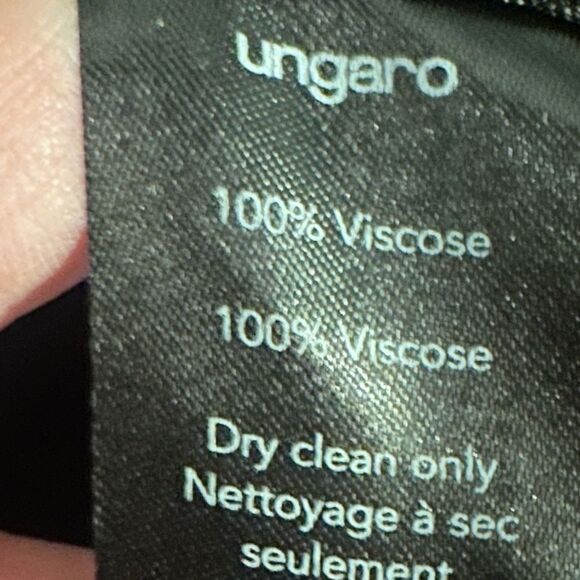 ungaro
100% Viscose
100% Viscose
Dry clean only
Nettoyage à sec
seulement